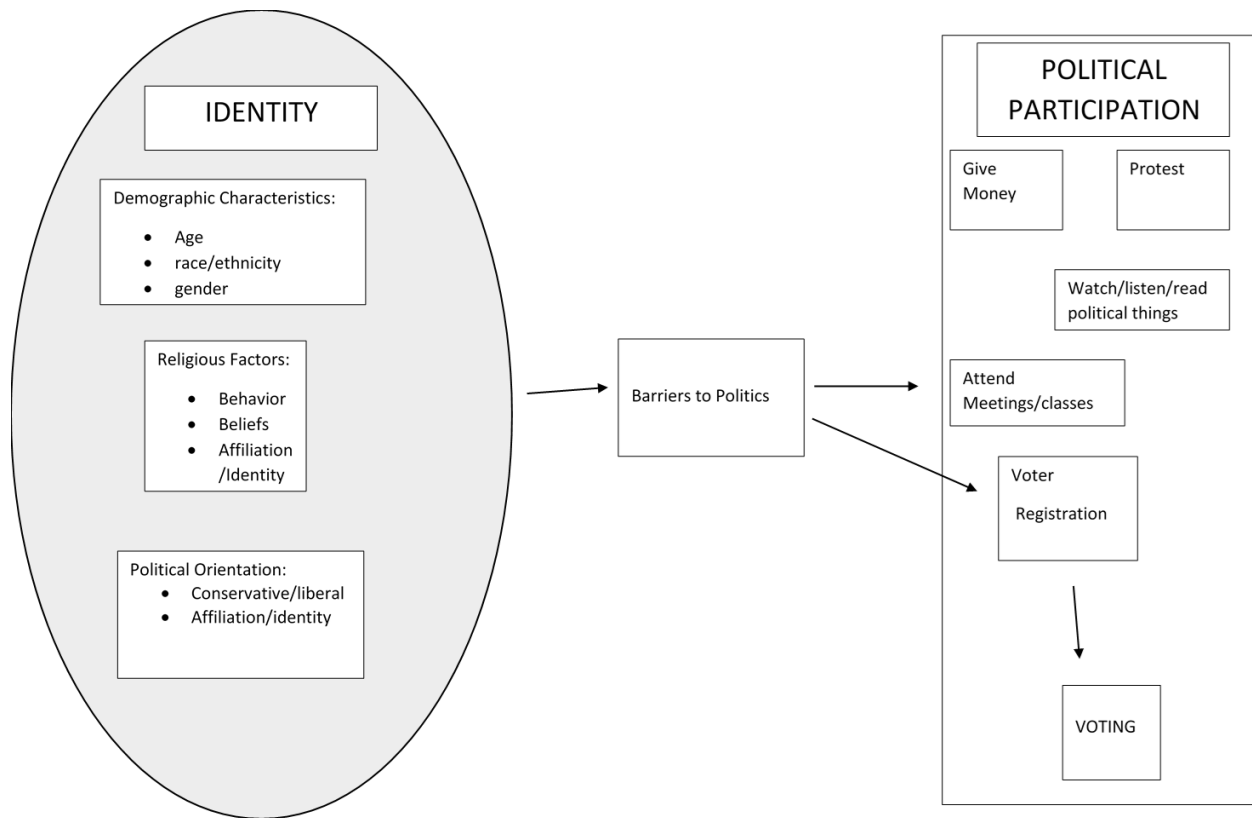 IDENTITY
Demographic Characteristics:
• Age
• race/ethnicity
• gender
Religious Factors:
• Behavior
• Beliefs
• Affiliation
/Identity
Political Orientation:
• Conservative/liberal
• Affiliation/identity
Barriers to Politics
POLITICAL
PARTICIPATION
Give
Money
Protest
Watch/listen/read
political things
Attend
Meetings/classes
Voter
Registration
VOTING